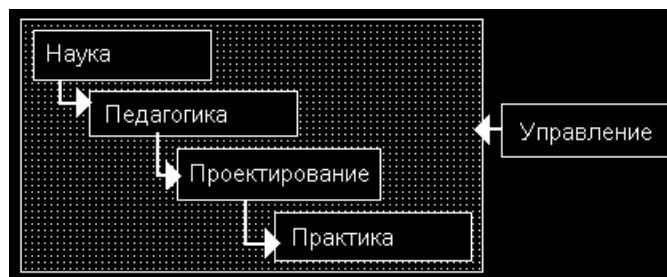 Наука
Педагогика
Управление
Проектирование
Практика